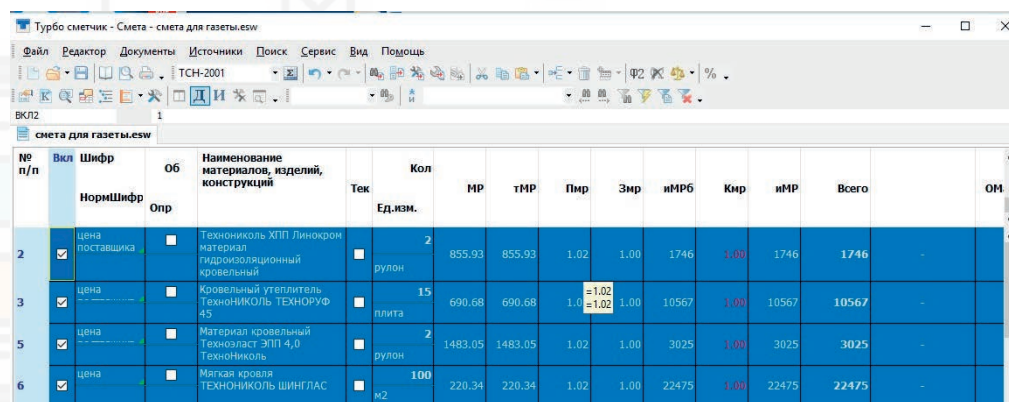 Турбо сметчик - Смета - смета для газеты.esw
Файл Редактор Документы Источники Поиск Сервис Вид Помощь
ТСН-2001 Σ φ2 %
К Д И
ВКЛ2 1
смета для газеты.esw
№ п/п Вкл Шифр НормШифр Об Опр Наименование материалов, изделий, конструкций Тек Кол Ед.изм. МР тМР Пмр Змр иМРб Кмр иМР Всего ОМ
2 цена поставщика Технониколь ХПП Линокром материал гидроизоляционный кровельный 2 рулон 855.93 855.93 1.02 1.00 1746 1.00 1746 1746 -
3 цена Кровельный утеплитель ТехноНИКОЛЬ ТЕХНОРУФ 45 15 плита 690.68 690.68 1.0 1.00 10567 1.00 10567 10567 -
=1.02
=1.02
5 цена Материал кровельный Техноэласт ЭПП 4,0 ТехноНиколь 2 рулон 1483.05 1483.05 1.02 1.00 3025 1.00 3025 3025 -
6 цена Мягкая кровля ТЕХНОНИКОЛЬ ШИНГЛАС 100 м2 220.34 220.34 1.02 1.00 22475 1.00 22475 22475 -